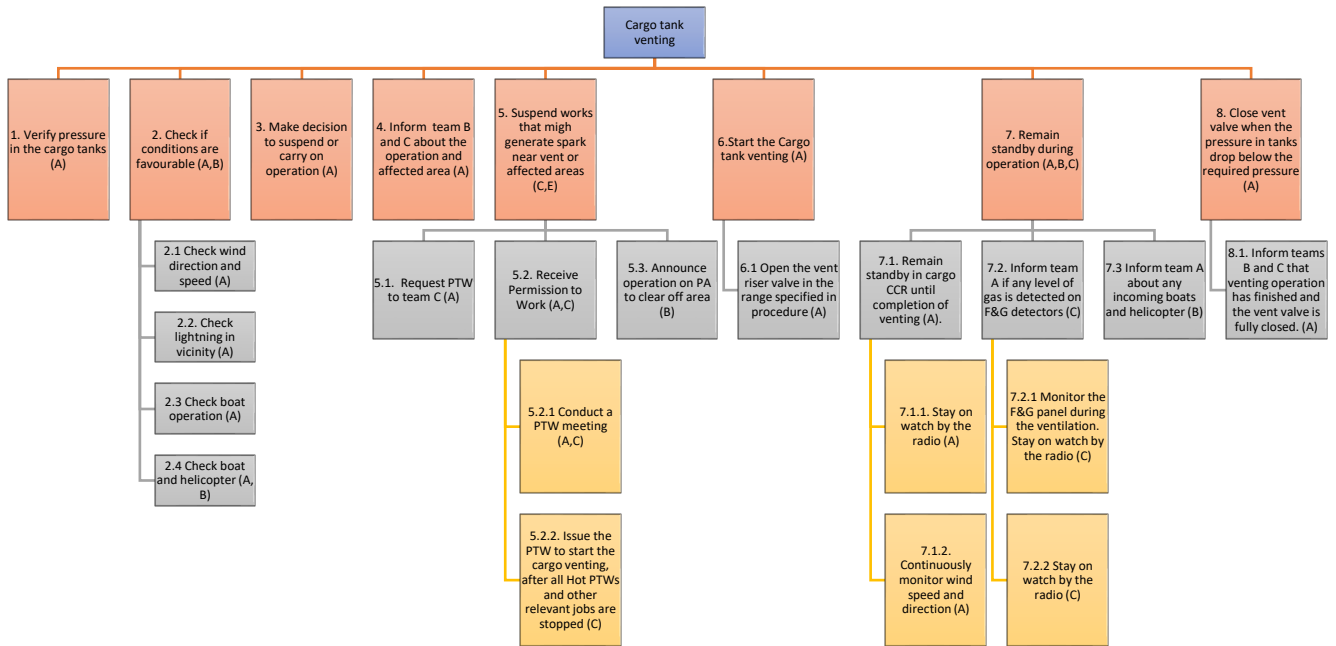 Cargo tank
venting
1. Verify pressure
in the cargo tanks
(A)
2. Check if
conditions are
favourable (A,B)
3. Make decision
to suspend or
carry on
operation (A)
4. Inform team B
and C about the
operation and
affected area (A)
5. Suspend works
that migh
generate spark
near vent or
affected areas
(C,E)
6.Start the Cargo
tank venting (A)
7. Remain
standby during
operation (A,B,C)
8. Close vent
valve when the
pressure in tanks
drop below the
required pressure
(A)
2.1 Check wind
direction and
speed (A)
2.2. Check
lightning in
vicinity (A)
2.3 Check boat
operation (A)
2.4 Check boat
and helicopter (A,
B)
5.1. Request PTW
to team C (A)
5.2. Receive
Permission to
Work (A,C)
5.3. Announce
operation on PA
to clear off area
(B)
6.1 Open the vent
riser valve in the
range specified in
procedure (A)
7.1. Remain
standby in cargo
CCR until
completion of
venting (A).
7.2. Inform team
A if any level of
gas is detected on
F&G detectors (C)
7.3 Inform team A
about any
incoming boats
and helicopter (B)
8.1. Inform teams
B and C that
venting operation
has finished and
the vent valve is
fully closed. (A)
5.2.1 Conduct a
PTW meeting
(A,C)
5.2.2. Issue the
PTW to start the
cargo venting,
after all Hot PTWs
and other
relevant jobs are
stopped (C)
7.1.1. Stay on
watch by the
radio (A)
7.1.2.
Continuously
monitor wind
speed and
direction (A)
7.2.1 Monitor the
F&G panel during
the ventilation.
Stay on watch by
the radio (C)
7.2.2 Stay on
watch by the
radio (C)